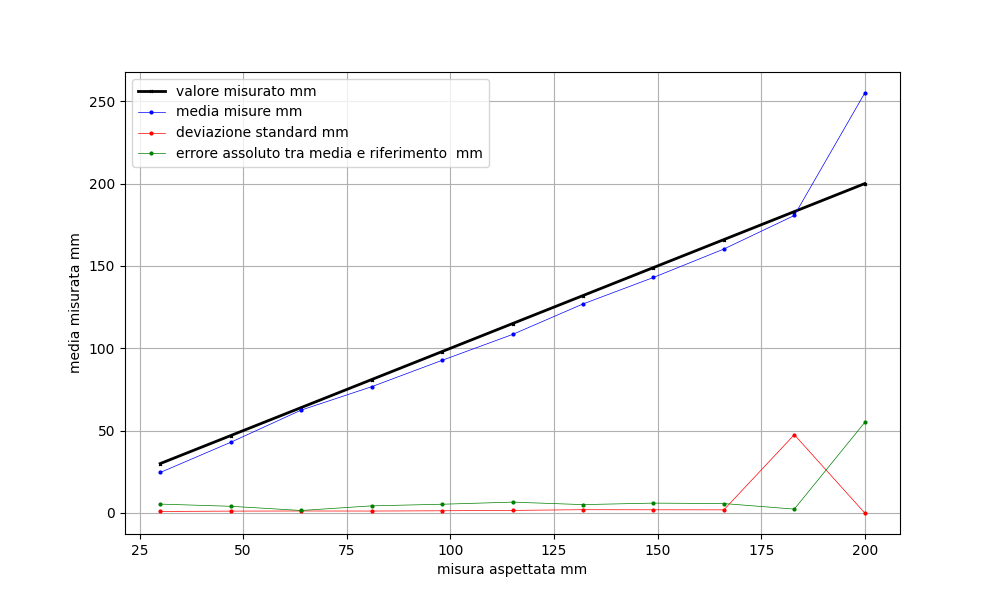 valore misurato mm
media misure mm
deviazione standard mm
errore assoluto tra media e riferimento  mm
media misurata mm
250
200
150
100
50
0
25 50 75 100 125 150 175 200
misura aspettata mm